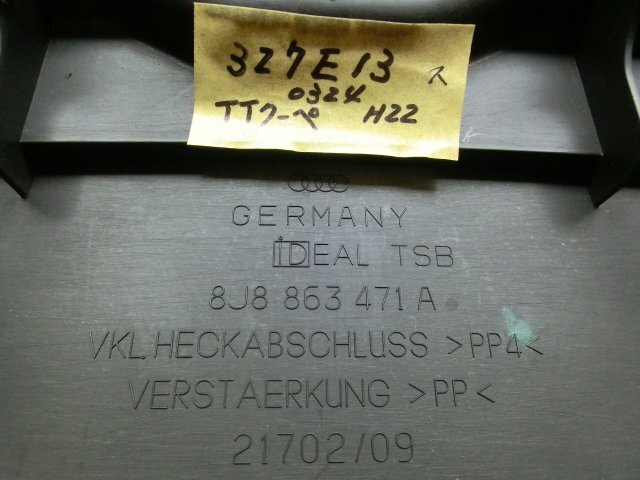 327E13 ス
0324
TTクーペ H22
GERMANY
iDEAL TSB
8J8 863 471 A
VKL.HECKABSCHLUSS >PP4<
VERSTAERKUNG >PP<
21702/09